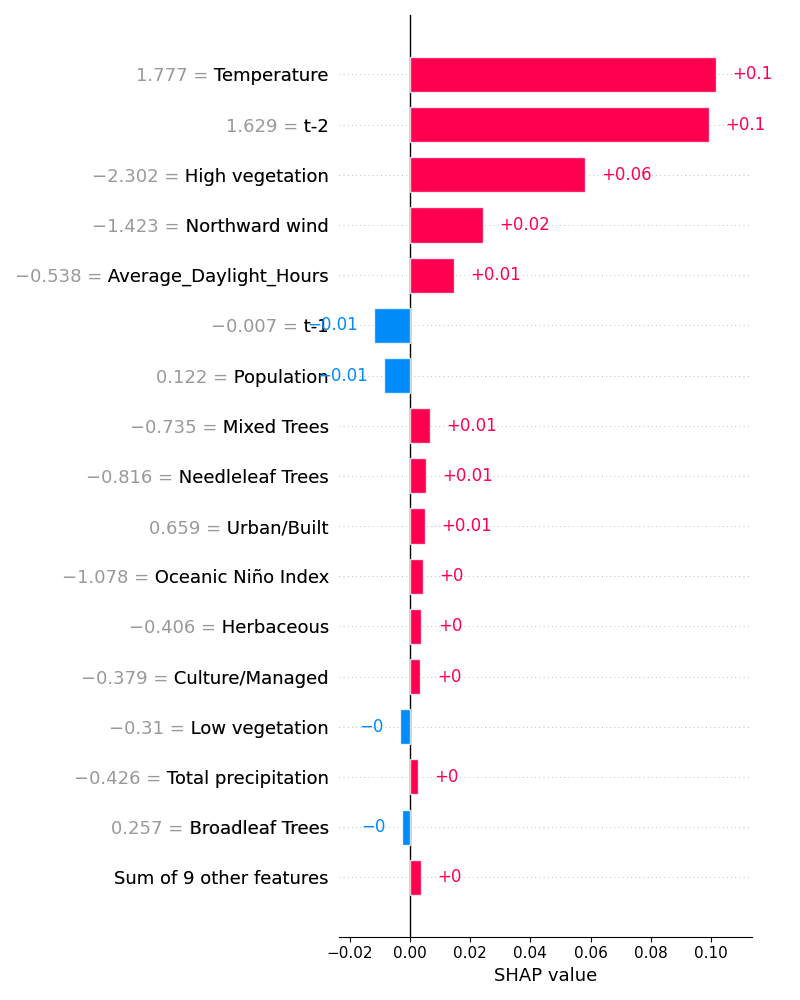 1.777 = Temperature +0.1
1.629 = t-2 +0.1
−2.302 = High vegetation +0.06
−1.423 = Northward wind +0.02
−0.538 = Average_Daylight_Hours +0.01
−0.007 = t-1 −0.01
0.122 = Population −0.01
−0.735 = Mixed Trees +0.01
−0.816 = Needleleaf Trees +0.01
0.659 = Urban/Built +0.01
−1.078 = Oceanic Niño Index +0
−0.406 = Herbaceous +0
−0.379 = Culture/Managed +0
−0.31 = Low vegetation −0
−0.426 = Total precipitation +0
0.257 = Broadleaf Trees −0
Sum of 9 other features +0
−0.02 0.00 0.02 0.04 0.06 0.08 0.10
SHAP value